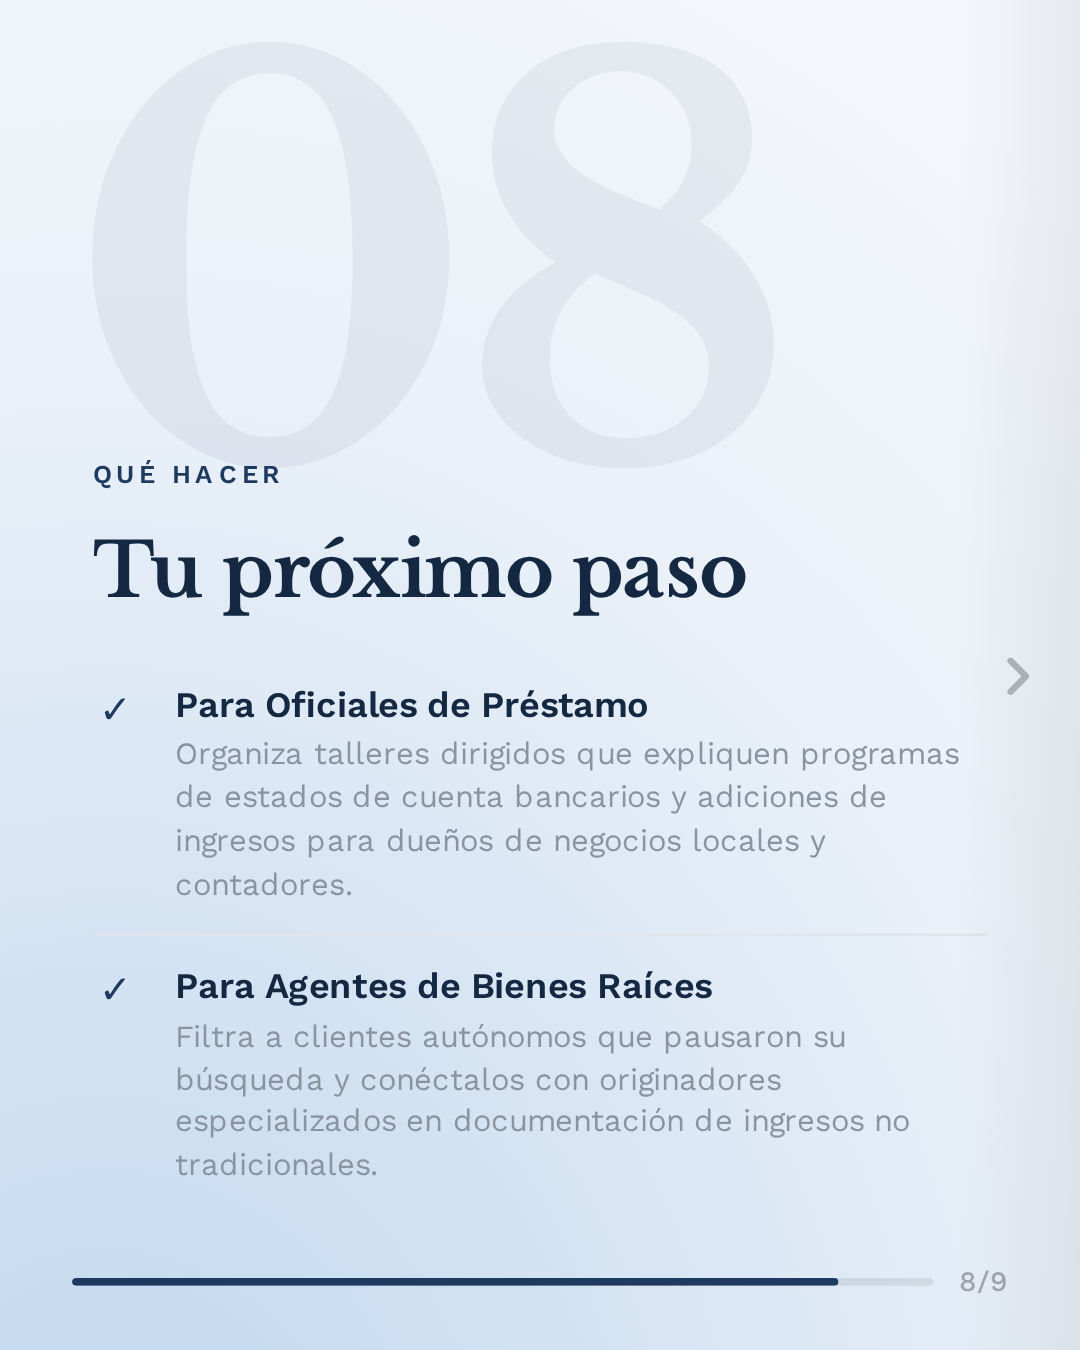 08
QUÉ HACER
Tu próximo paso
✓ Para Oficiales de Préstamo
Organiza talleres dirigidos que expliquen programas
de estados de cuenta bancarios y adiciones de
ingresos para dueños de negocios locales y
contadores.
✓ Para Agentes de Bienes Raíces
Filtra a clientes autónomos que pausaron su
búsqueda y conéctalos con originadores
especializados en documentación de ingresos no
tradicionales.
8/9